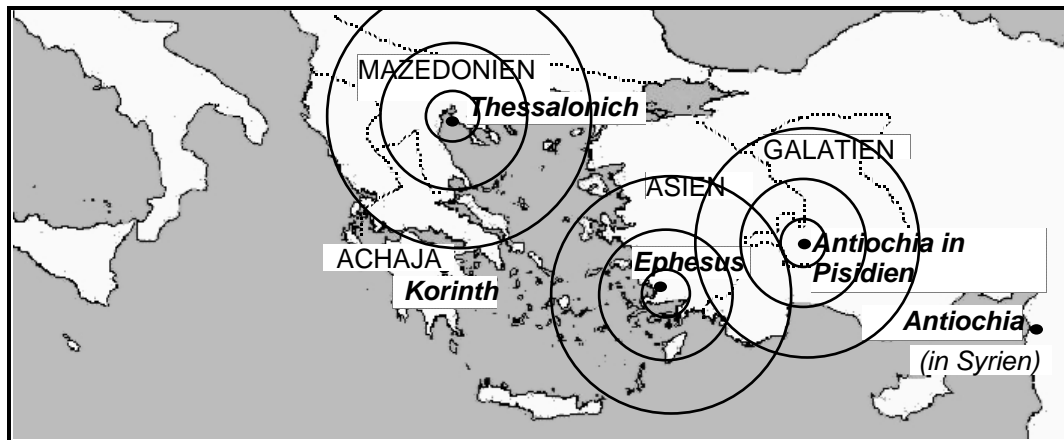 MAZEDONIEN
Thessalonich
GALATIEN
ASIEN
ACHAJA
Ephesus
Antiochia in
Pisidien
Korinth
Antiochia
(in Syrien)